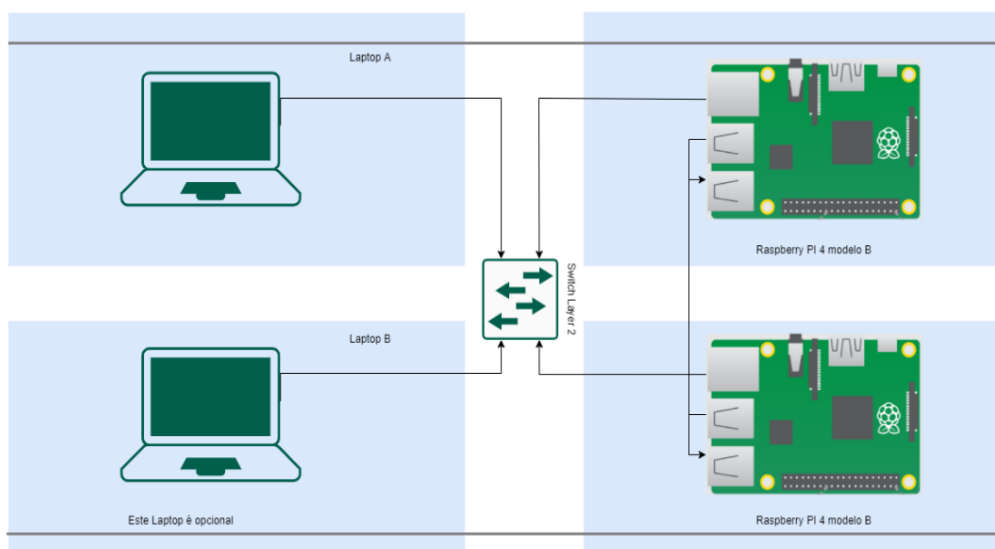 Laptop A
Raspberry PI 4 modelo B
Switch Layer 2
Laptop B
Este Laptop è opcional
Raspberry PI 4 modelo B